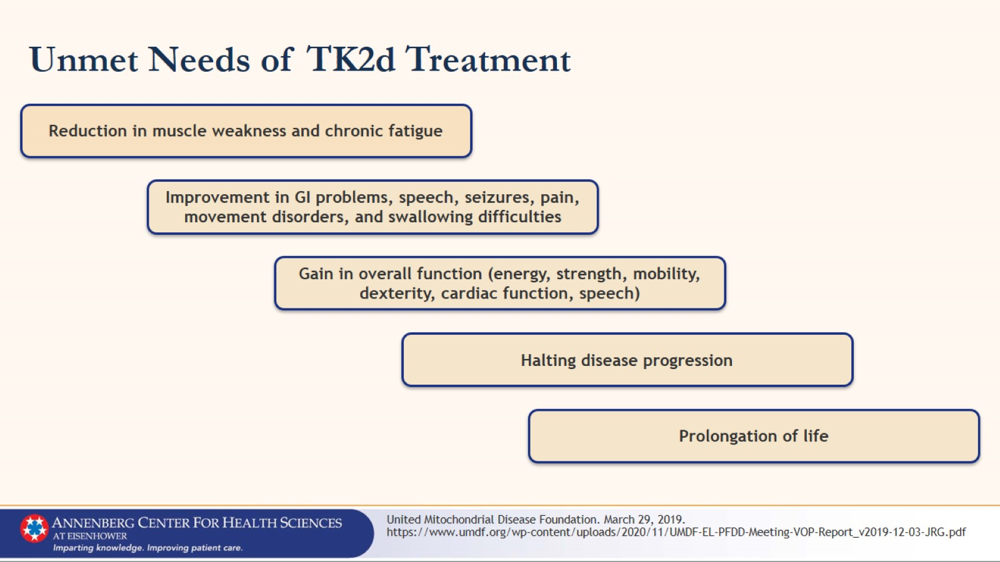 Unmet Needs of TK2d Treatment
Reduction in muscle weakness and chronic fatigue
Improvement in GI problems, speech, seizures, pain,
movement disorders, and swallowing difficulties
Gain in overall function (energy, strength, mobility,
dexterity, cardiac function, speech)
Halting disease progression
Prolongation of life
ANNENBERG CENTER FOR HEALTH SCIENCES
AT EISENHOWER
Imparting knowledge. Improving patient care.
United Mitochondrial Disease Foundation. March 29, 2019.
https://www.umdf.org/wp-content/uploads/2020/11/UMDF-EL-PFDD-Meeting-VOP-Report_v2019-12-03-JRG.pdf